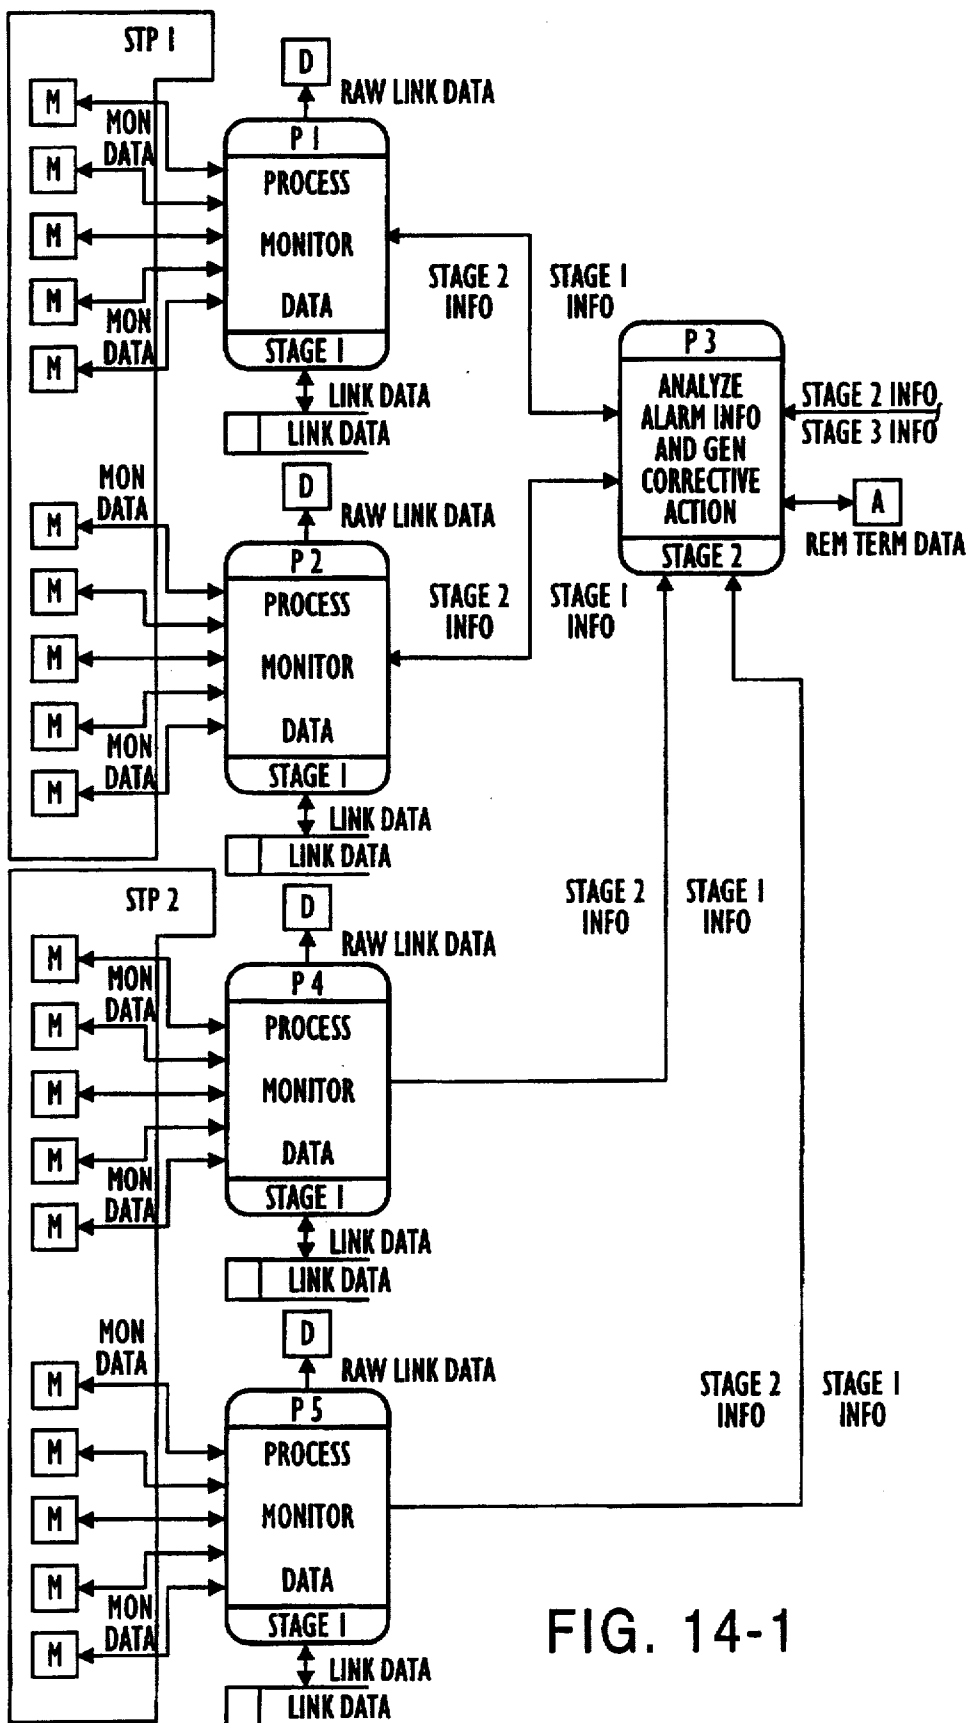 STP 1
D
RAW LINK DATA
M
MON
DATA
M
M
M
MON
DATA
M
P 1
PROCESS
MONITOR
DATA
STAGE 1
LINK DATA
LINK DATA
STAGE 2
INFO
STAGE 1
INFO
P 3
ANALYZE
ALARM INFO
AND GEN
CORRECTIVE
ACTION
STAGE 2
STAGE 2 INFO
STAGE 3 INFO
A
REM TERM DATA
D
RAW LINK DATA
MON
DATA
M
M
M
M
MON
DATA
M
P 2
PROCESS
MONITOR
DATA
STAGE 1
LINK DATA
LINK DATA
STAGE 2
INFO
STAGE 1
INFO
STP 2
D
RAW LINK DATA
M
MON
DATA
M
M
M
MON
DATA
M
P 4
PROCESS
MONITOR
DATA
STAGE 1
LINK DATA
LINK DATA
STAGE 2
INFO
STAGE 1
INFO
D
RAW LINK DATA
MON
DATA
M
M
M
M
MON
DATA
M
P 5
PROCESS
MONITOR
DATA
STAGE 1
LINK DATA
LINK DATA
STAGE 2
INFO
STAGE 1
INFO
FIG. 14-1